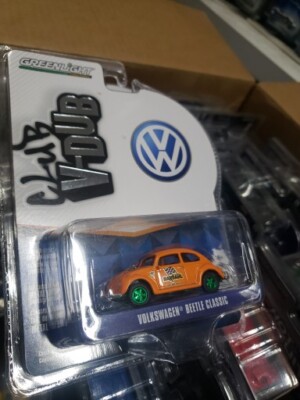 GREENLIGHT
CLUB
V-DUB
VW
VOLKSWAGEN® BEETLE CLASSIC